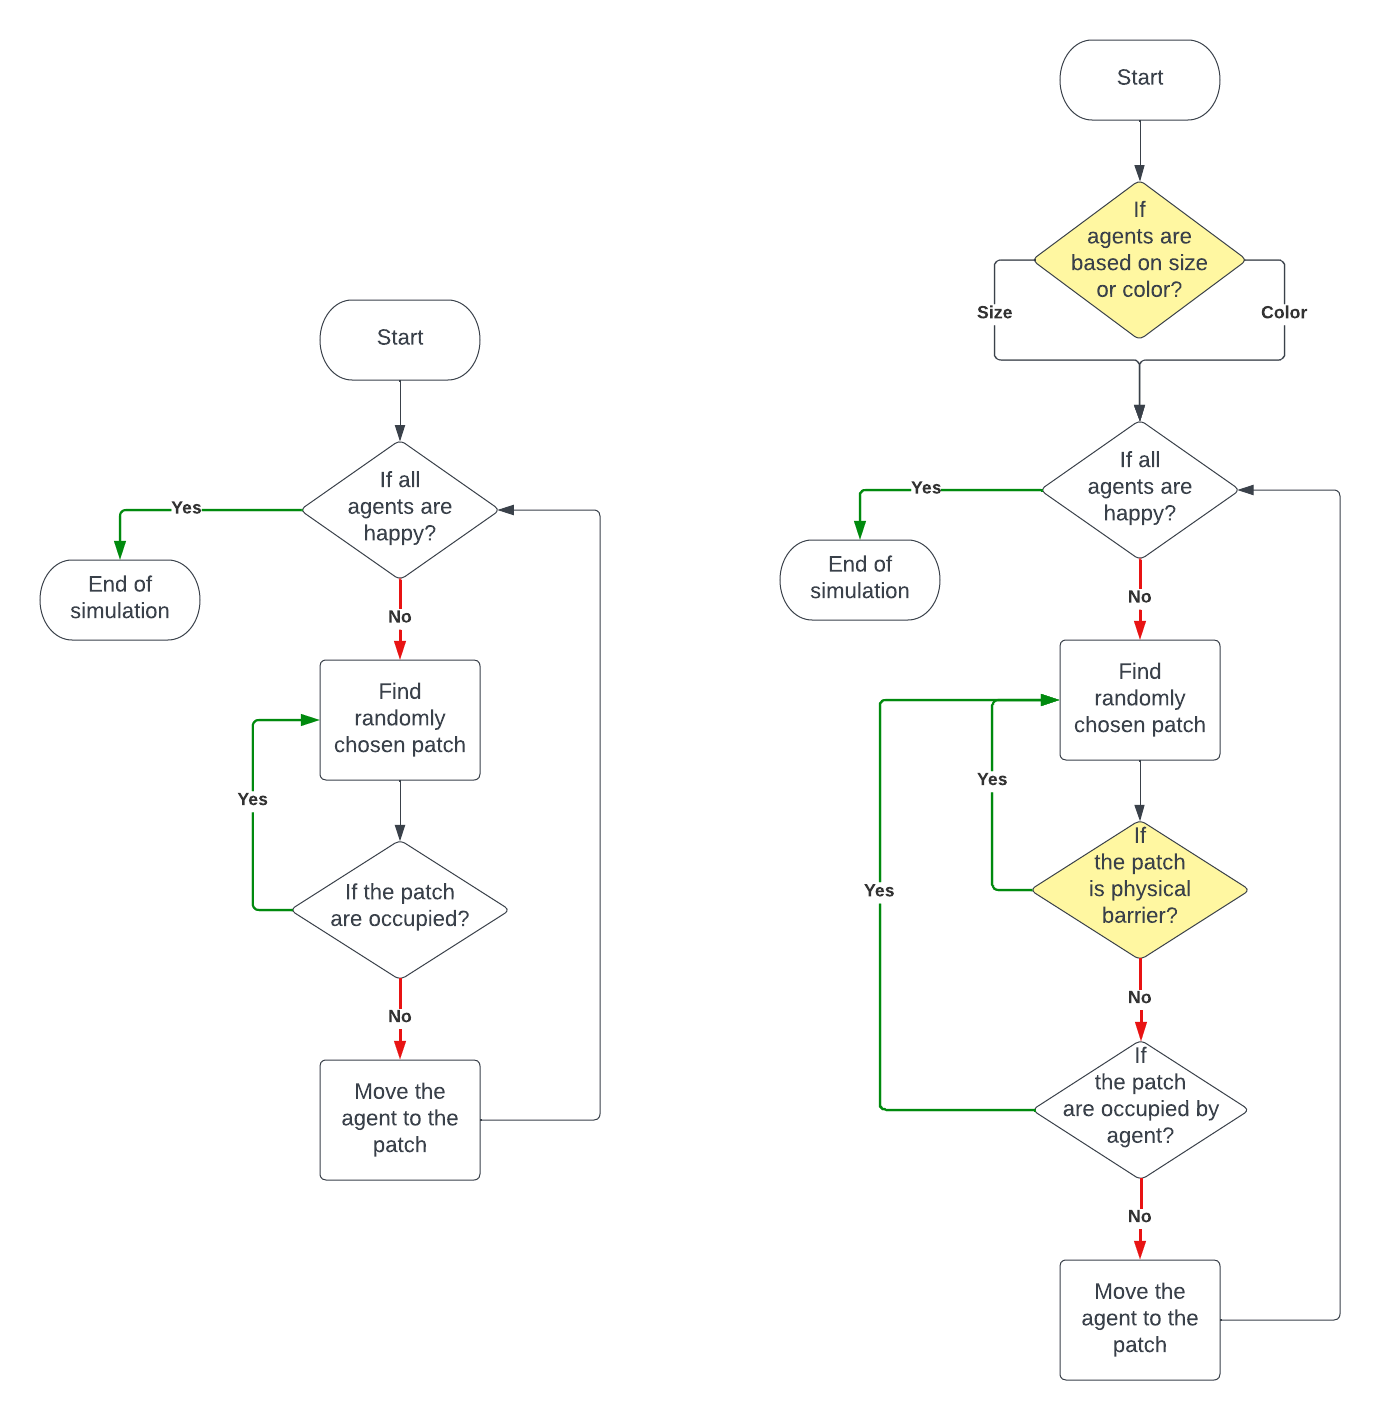 Start
If all
agents are
happy?
Yes
End of
simulation
No
Find
randomly
chosen patch
Yes
If the patch
are occupied?
No
Move the
agent to the
patch
Start
If
agents are
based on size
or color?
Size
Color
If all
agents are
happy?
Yes
End of
simulation
No
Find
randomly
chosen patch
Yes
If
the patch
is physical
barrier?
Yes
No
If
the patch
are occupied by
agent?
No
Move the
agent to the
patch